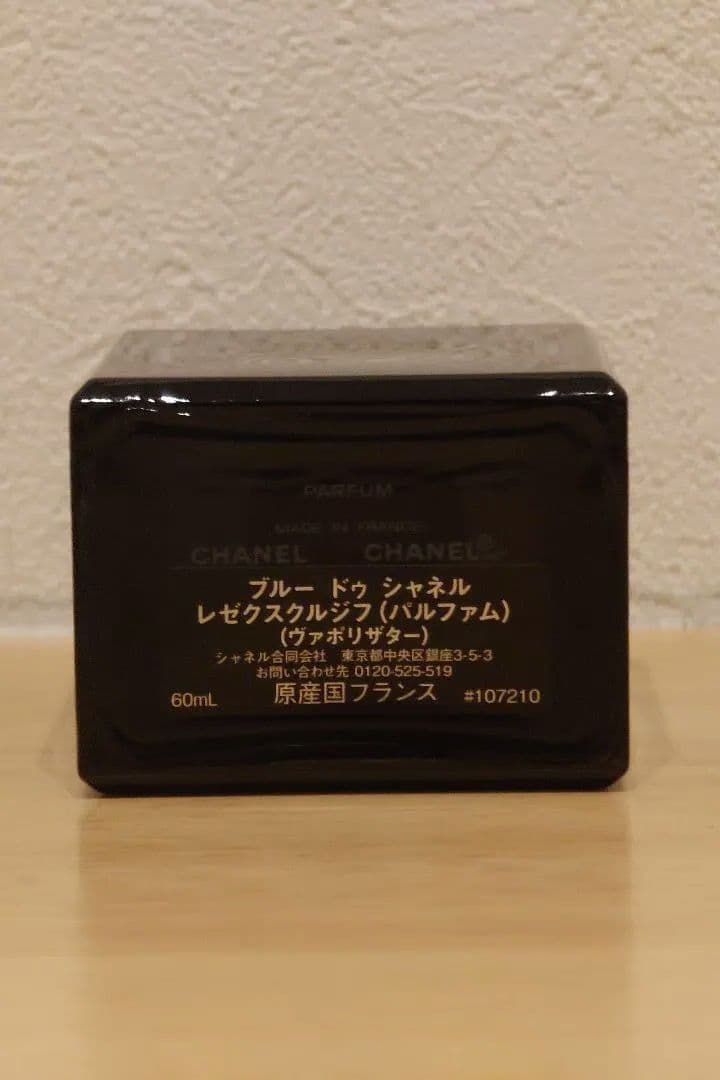 PARFUM
MADE IN FRANCE
CHANEL CHANEL
ブルー ドゥ シャネル
レゼクスクルジフ(パルファム)
(ヴァポリザター)
シャネル合同会社 東京都中央区銀座3-5-3
お問い合わせ先 0120-525-519
60mL 原産国フランス #107210